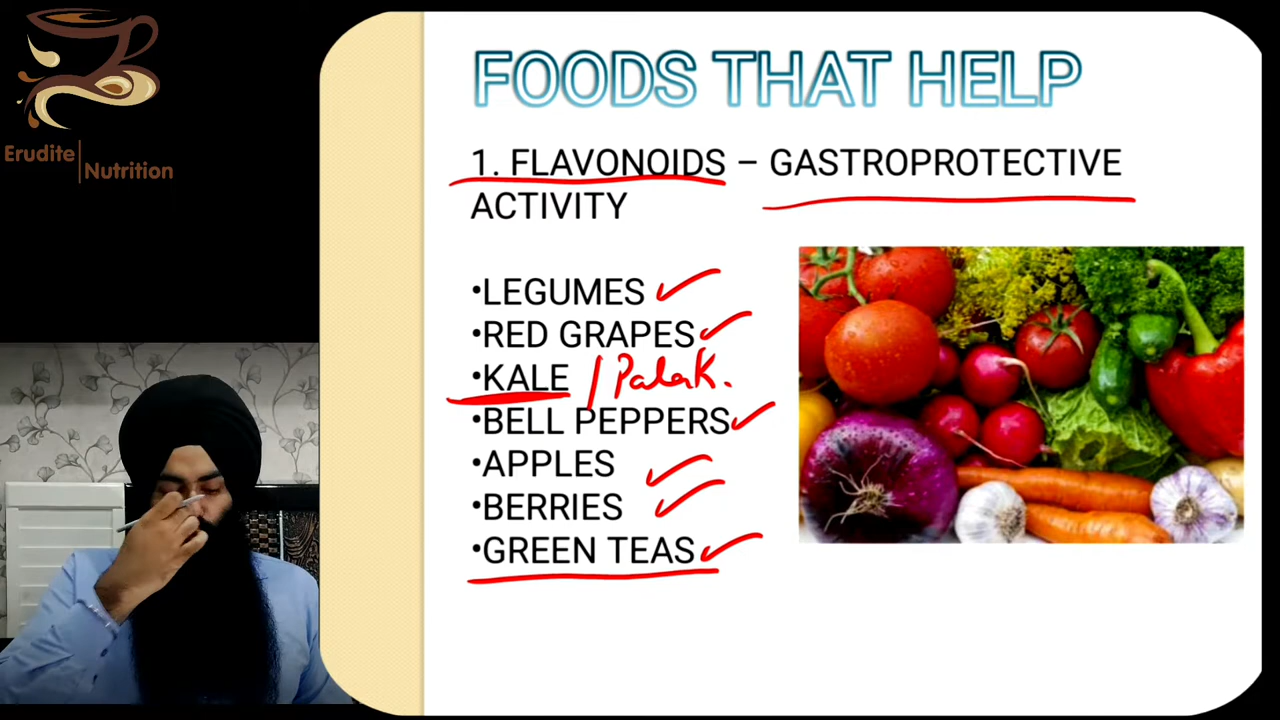 Erudite
Nutrition
FOODS THAT HELP
1. FLAVONOIDS – GASTROPROTECTIVE
ACTIVITY
•LEGUMES
•RED GRAPES
•KALE / Palak.
•BELL PEPPERS
•APPLES
•BERRIES
•GREEN TEAS